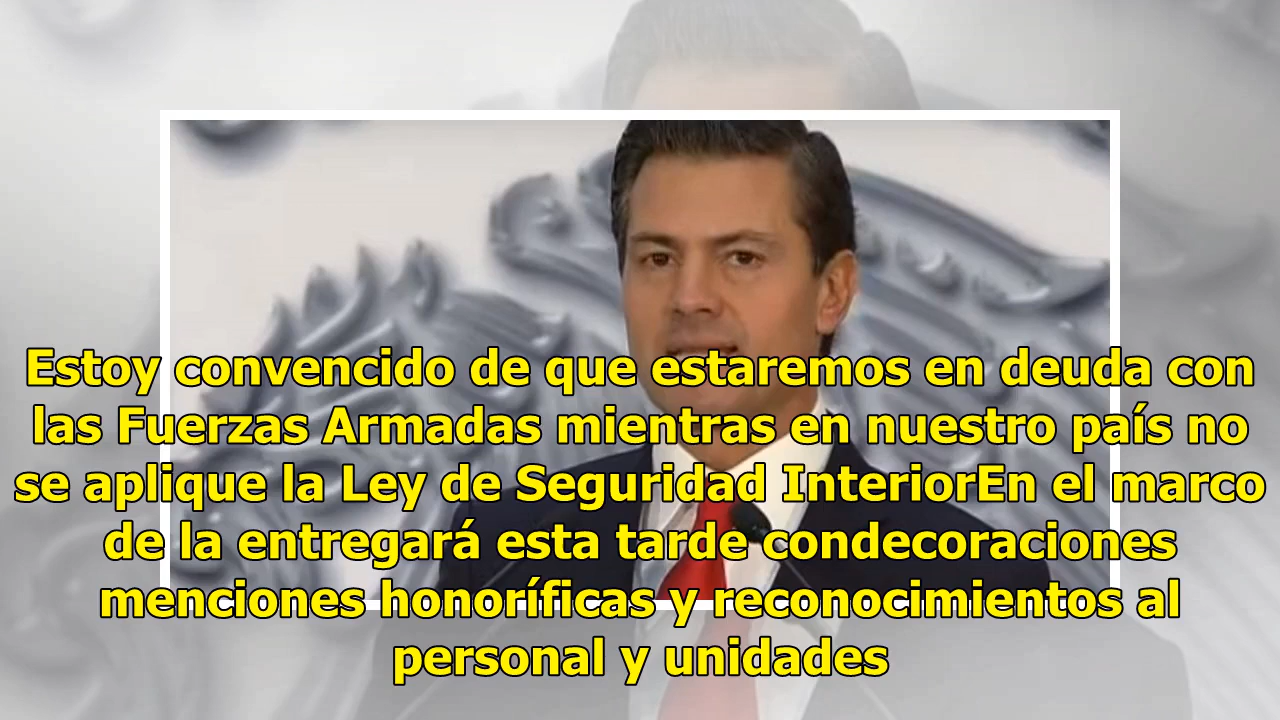 Estoy convencido de que estaremos en deuda con
las Fuerzas Armadas mientras en nuestro país no
se aplique la Ley de Seguridad InteriorEn el marco
de la entregará esta tarde condecoraciones
menciones honoríficas y reconocimientos al
personal y unidades